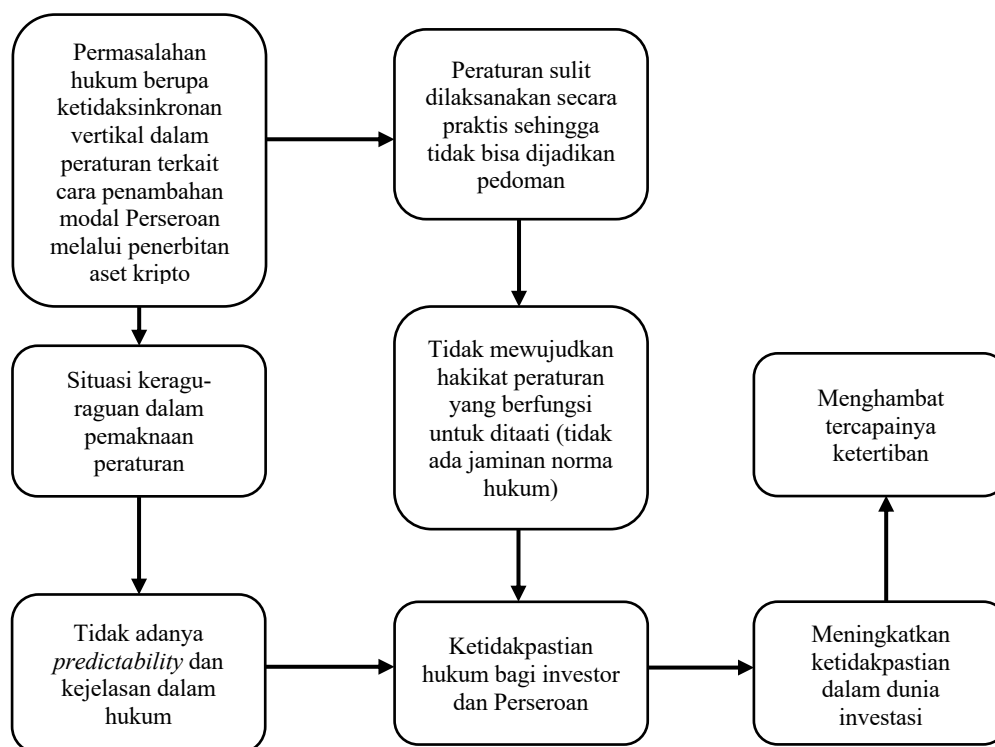 Permasalahan
hukum berupa
ketidaksinkronan
vertikal dalam
peraturan terkait
cara penambahan
modal Perseroan
melalui penerbitan
aset kripto
Peraturan sulit
dilaksanakan secara
praktis sehingga
tidak bisa dijadikan
pedoman
Situasi keragu-
raguan dalam
pemaknaan
peraturan
Tidak mewujudkan
hakikat peraturan
yang berfungsi
untuk ditaati (tidak
ada jaminan norma
hukum)
Menghambat
tercapainya
ketertiban
Tidak adanya
predictability dan
kejelasan dalam
hukum
Ketidakpastian
hukum bagi investor
dan Perseroan
Meningkatkan
ketidakpastian
dalam dunia
investasi